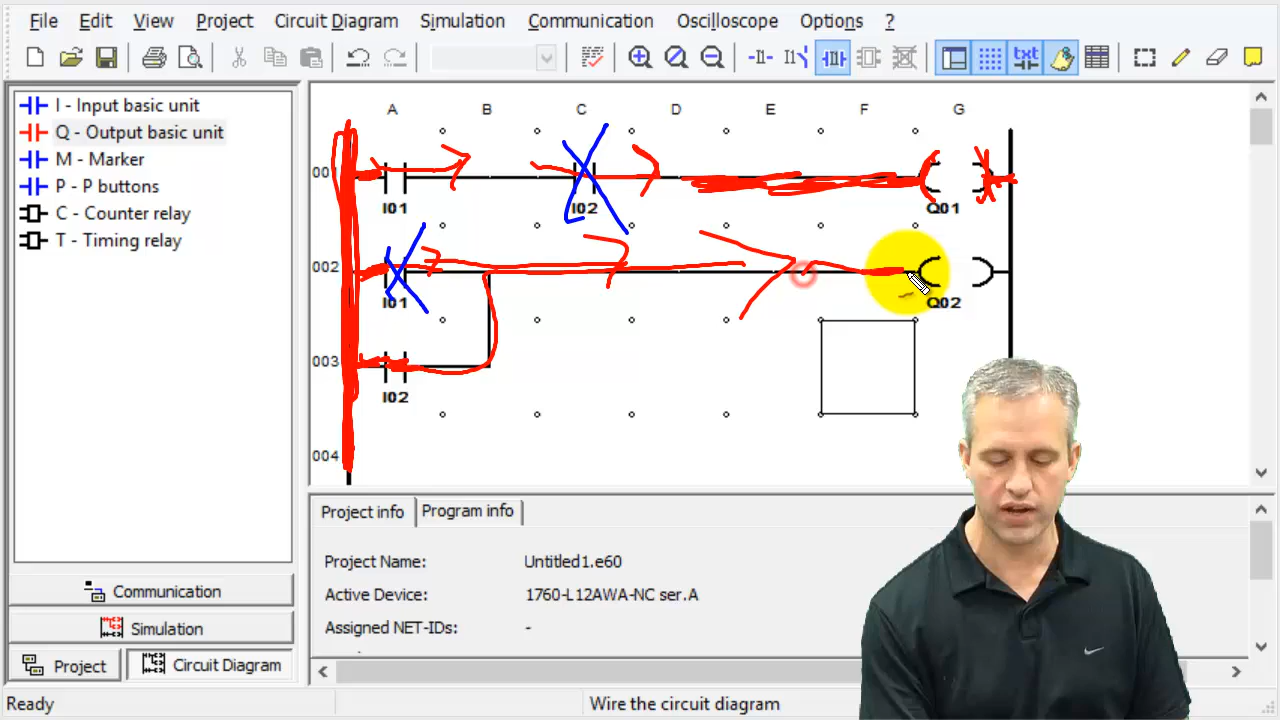 File Edit View Project Circuit Diagram Simulation Communication Oscilloscope Options ?
txt
I - Input basic unit
Q - Output basic unit
M - Marker
P - P buttons
C - Counter relay
T - Timing relay
A B C D E F G
00
I01 I02 Q01
002
I01 Q02
003
I02
004
Communication
Simulation
Project Circuit Diagram
Project info Program info
Project Name: Untitled1.e60
Active Device: 1760-L12AWA-NC ser.A
Assigned NET-IDs: -
Ready Wire the circuit diagram